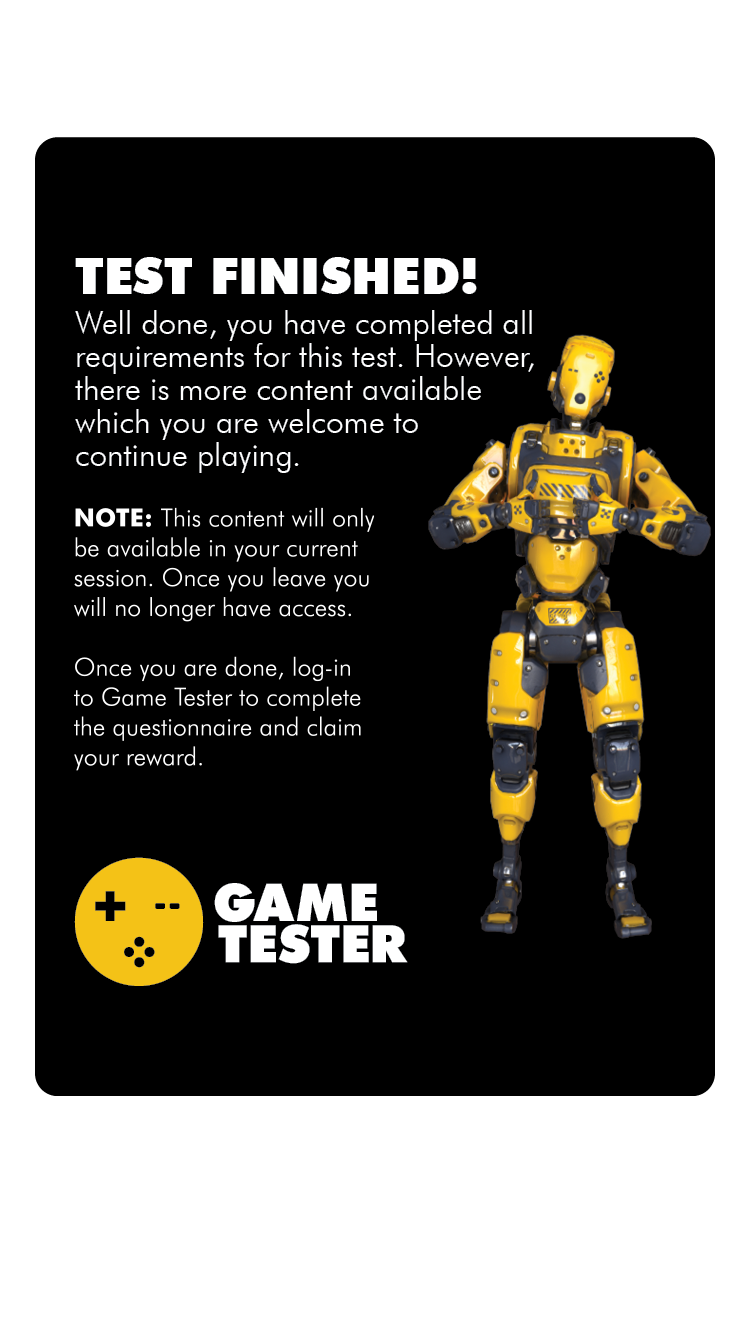 TEST FINISHED!
Well done, you have completed all
requirements for this test. However,
there is more content available
which you are welcome to
continue playing.
NOTE: This content will only
be available in your current
session. Once you leave you
will no longer have access.
Once you are done, log-in
to Game Tester to complete
the questionnaire and claim
your reward.
GAME
TESTER